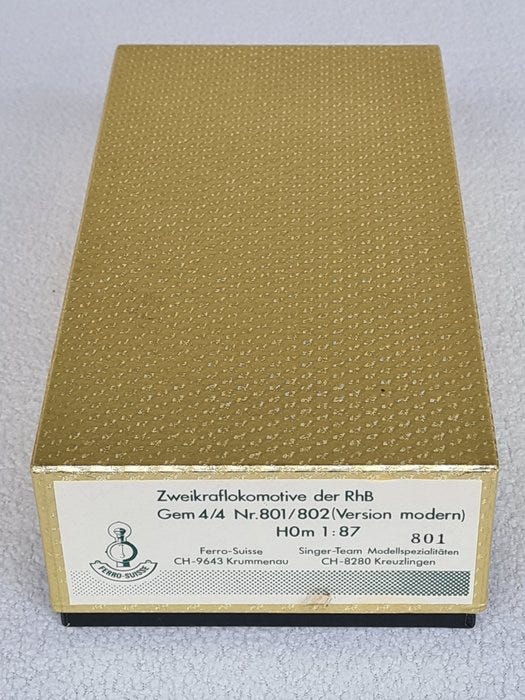 Zweikraflokomotive der RhB
Gem 4/4 Nr.801/802(Version modern)
H0m 1:87
801
Ferro-Suisse
CH-9643 Krummenau
Singer-Team Modellspezialitäten
CH-8280 Kreuzlingen
FERRO-SUISSE